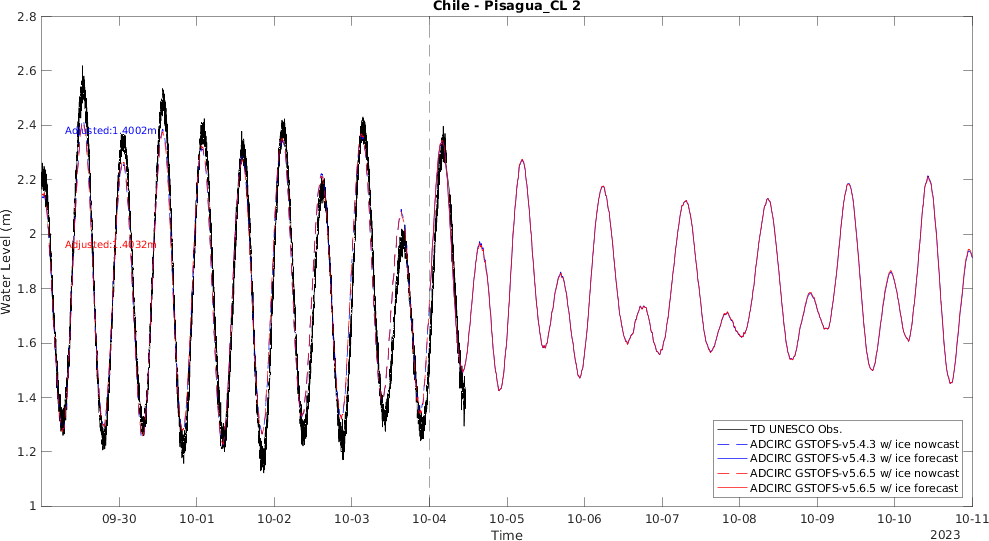 Chile - Pisagua_CL 2
Water Level (m)
2.8
2.6
2.4
2.2
2
1.8
1.6
1.4
1.2
1
Adjusted:1.4002m
Adjusted:1.4032m
TD UNESCO Obs.
ADCIRC GSTOFS-v5.4.3 w/ ice nowcast
ADCIRC GSTOFS-v5.4.3 w/ ice forecast
ADCIRC GSTOFS-v5.6.5 w/ ice nowcast
ADCIRC GSTOFS-v5.6.5 w/ ice forecast
09-30 10-01 10-02 10-03 10-04 10-05 10-06 10-07 10-08 10-09 10-10 10-11
Time
2023